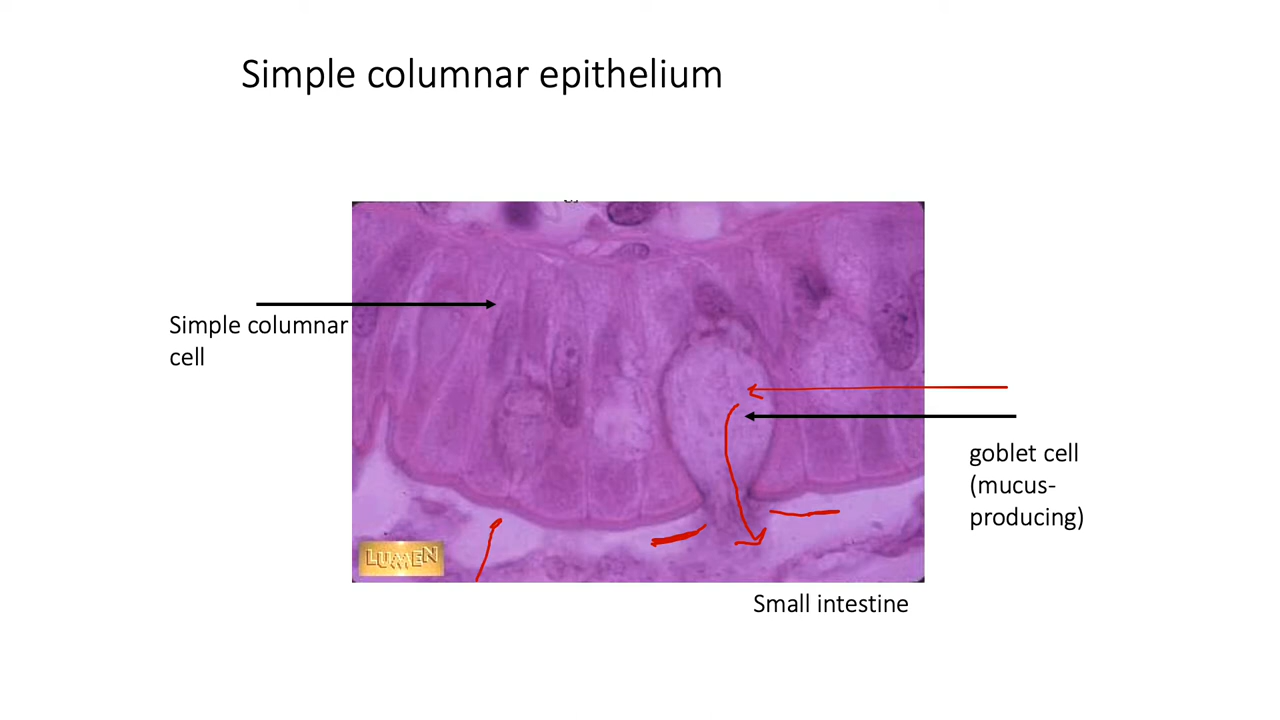 Simple columnar epithelium
Simple columnar
cell
goblet cell
(mucus-
producing)
LUMEN
Small intestine